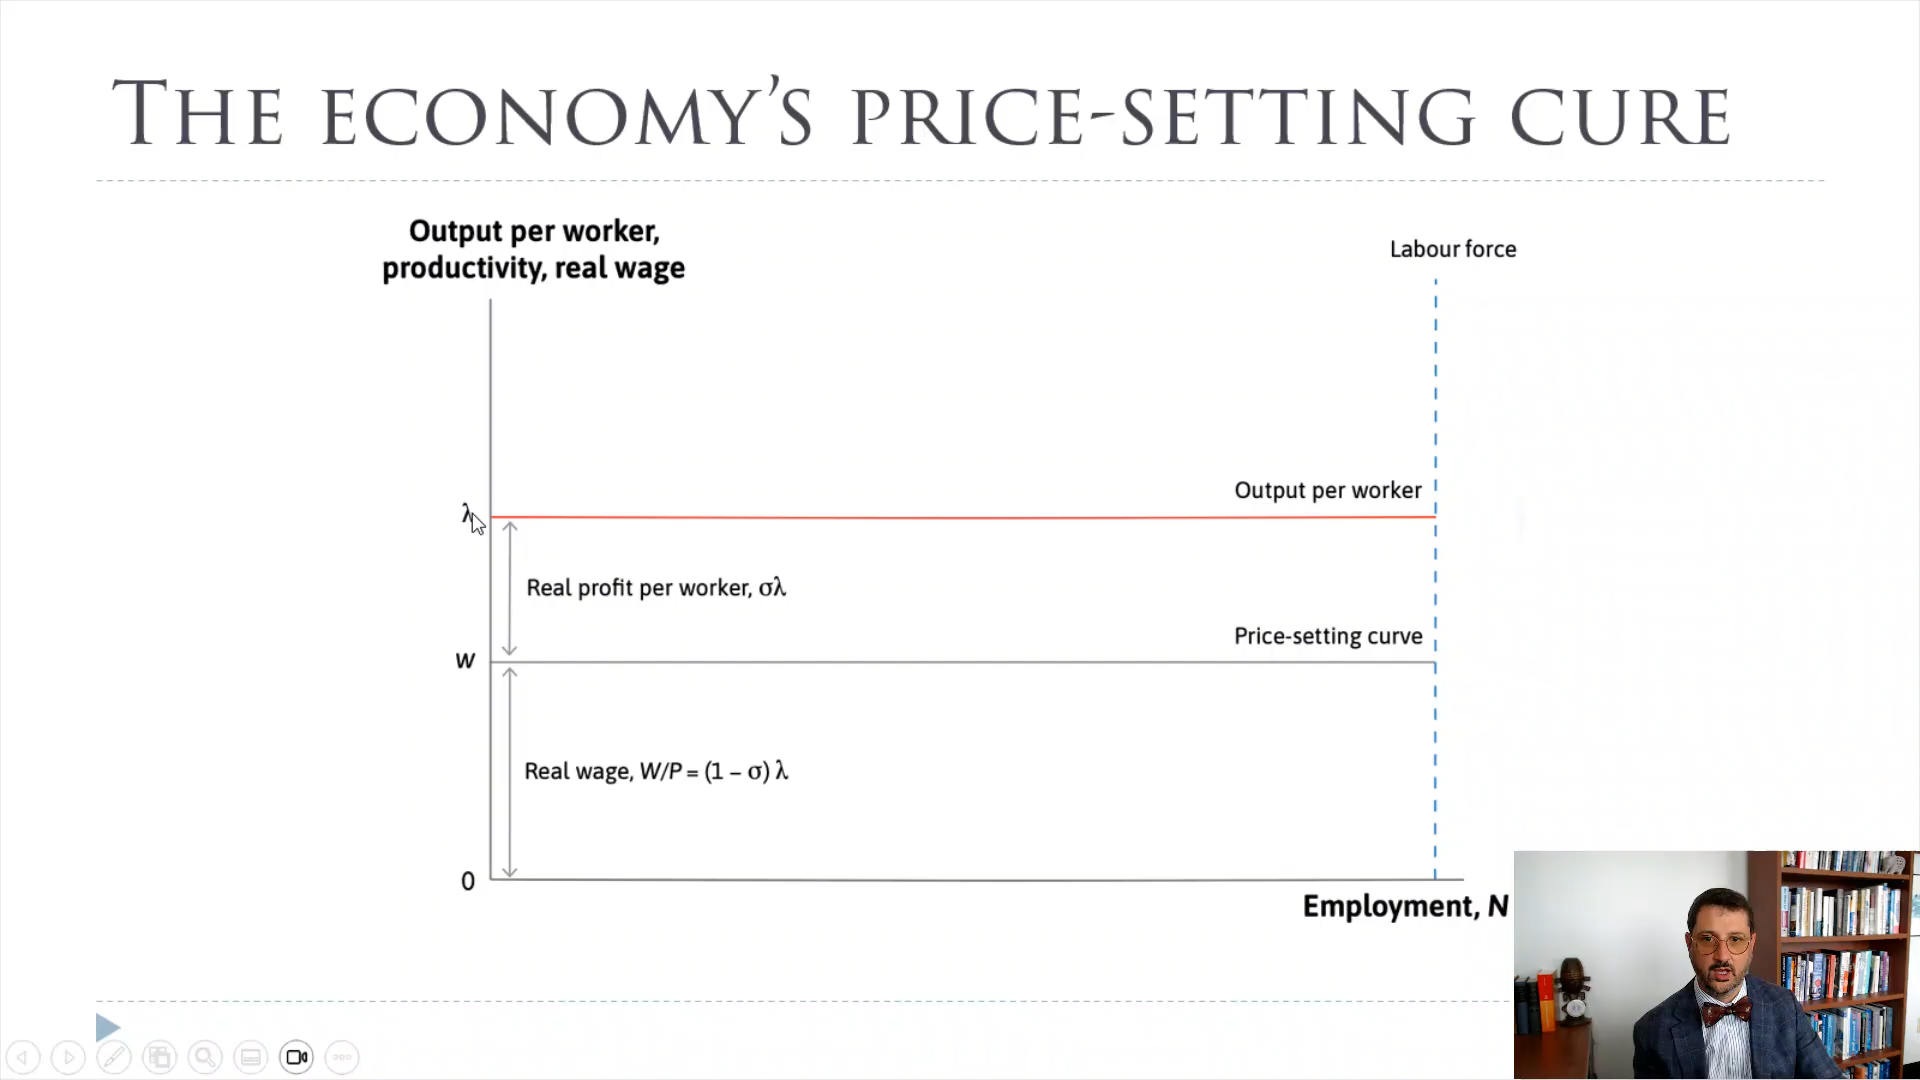 THE ECONOMY'S PRICE-SETTING CURE
Output per worker,
productivity, real wage
Labour force
Output per worker
λ
Real profit per worker, σλ
Price-setting curve
w
Real wage, W/P = (1 – σ) λ
0
Employment, N